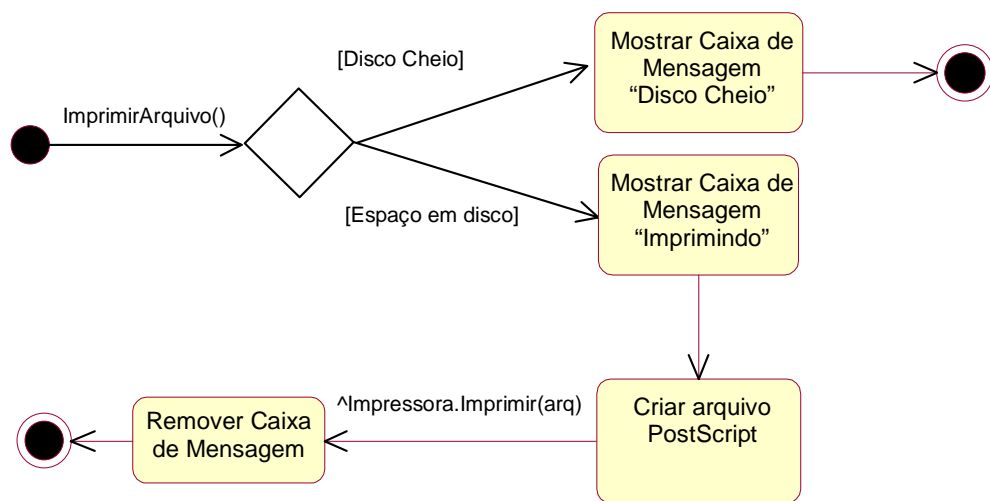 [Disco Cheio]
Mostrar Caixa de
Mensagem
“Disco Cheio”
ImprimirArquivo()
[Espaço em disco]
Mostrar Caixa de
Mensagem
“Imprimindo”
^Impressora.Imprimir(arq)
Criar arquivo
PostScript
Remover Caixa
de Mensagem